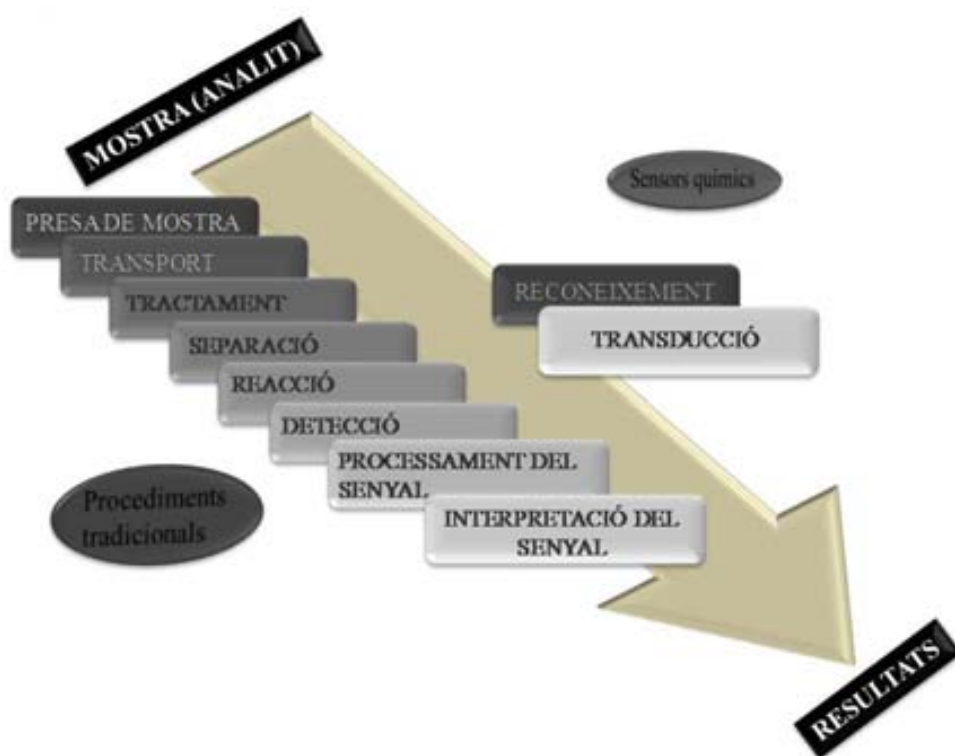 MOSTRA (ANALIT)
Sensors químics
PRESA DE MOSTRA
TRANSPORT
TRACTAMENT
SEPARACIÓ
REACCIÓ
DETECCIÓ
PROCESSAMENT DEL
SENYAL
INTERPRETACIÓ DEL
SENYAL
RECONEIXEMENT
TRANSDUCCIÓ
Procediments
tradicionals
RESULTATS